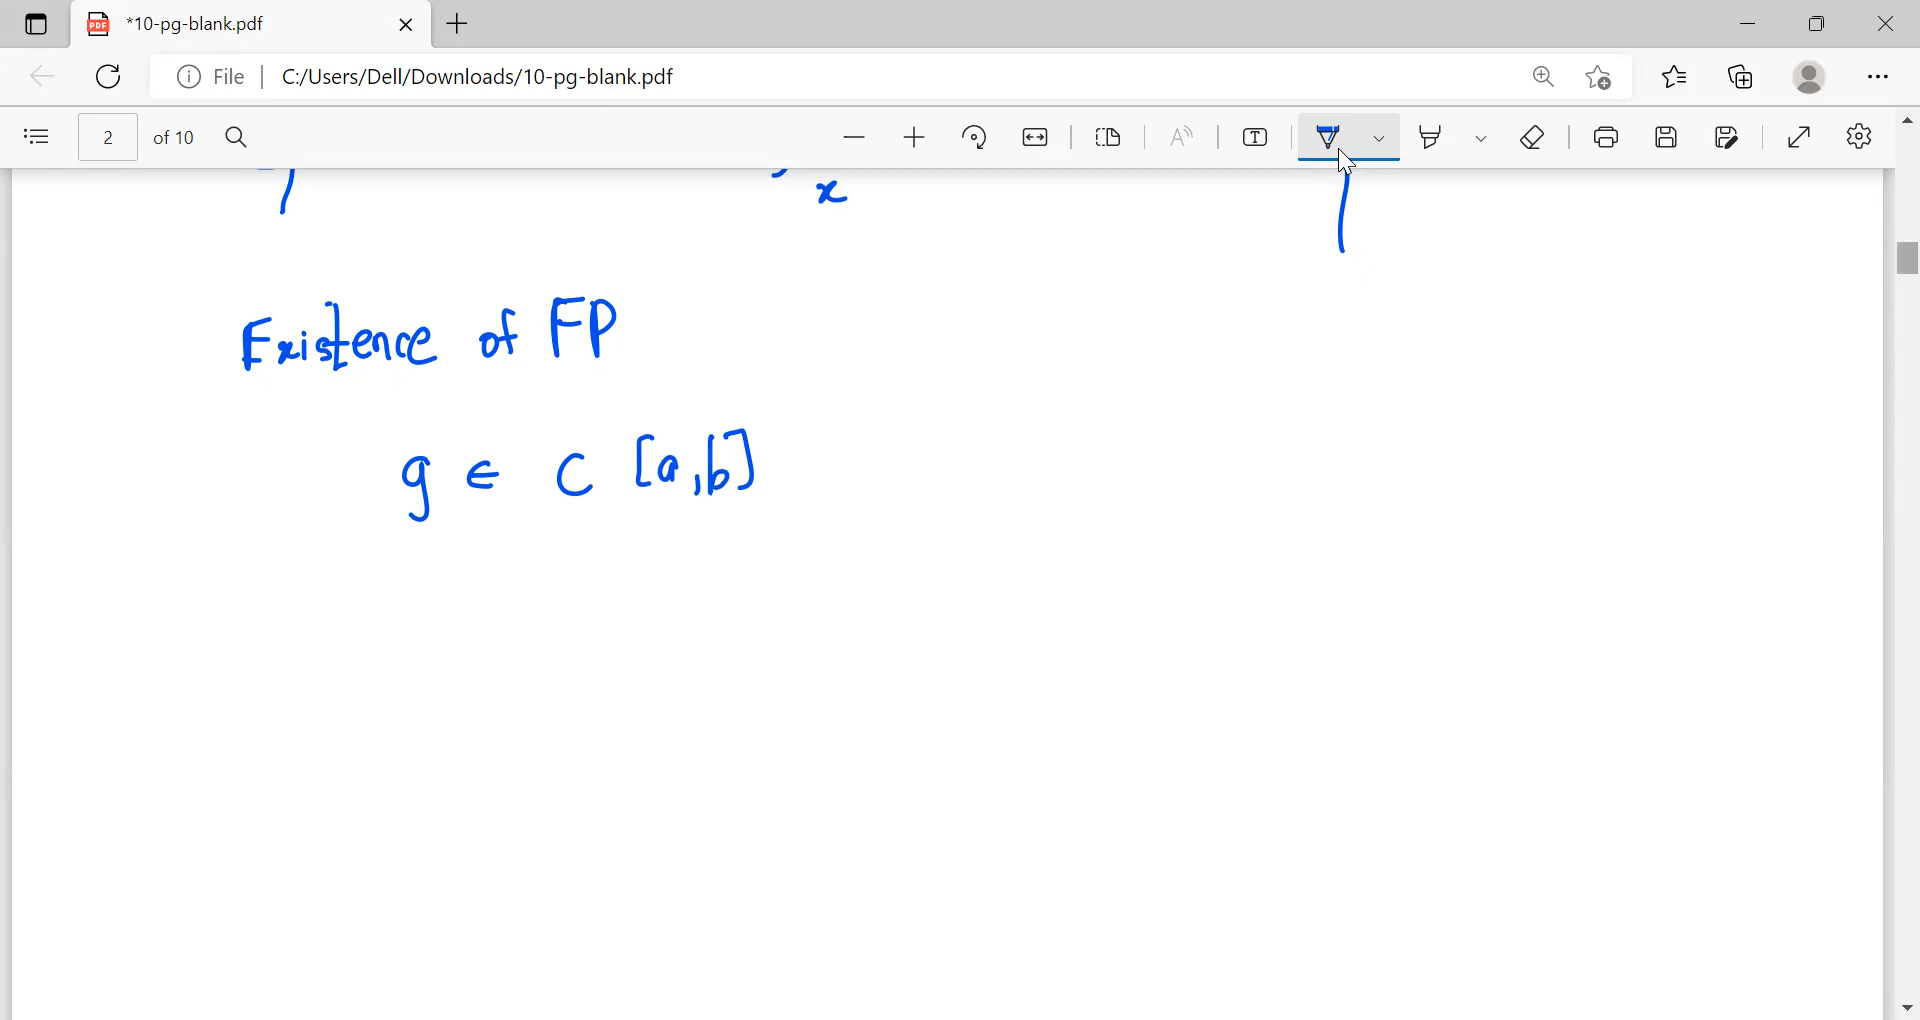 *10-pg-blank.pdf
File | C:/Users/Dell/Downloads/10-pg-blank.pdf
2 of 10
x
Existence of FP
g ∈ C [a,b]